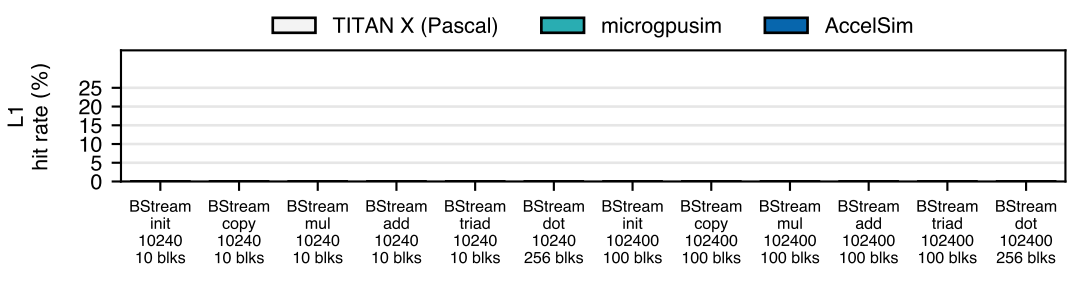 TITAN X (Pascal) microgpusim AccelSim
L1
hit rate (%)
25
20
15
10
5
0
BStream BStream BStream BStream BStream BStream BStream BStream BStream BStream BStream BStream
init copy mul add triad dot init copy mul add triad dot
10240 10240 10240 10240 10240 10240 102400 102400 102400 102400 102400 102400
10 blks 10 blks 10 blks 10 blks 10 blks 256 blks 100 blks 100 blks 100 blks 100 blks 100 blks 256 blks